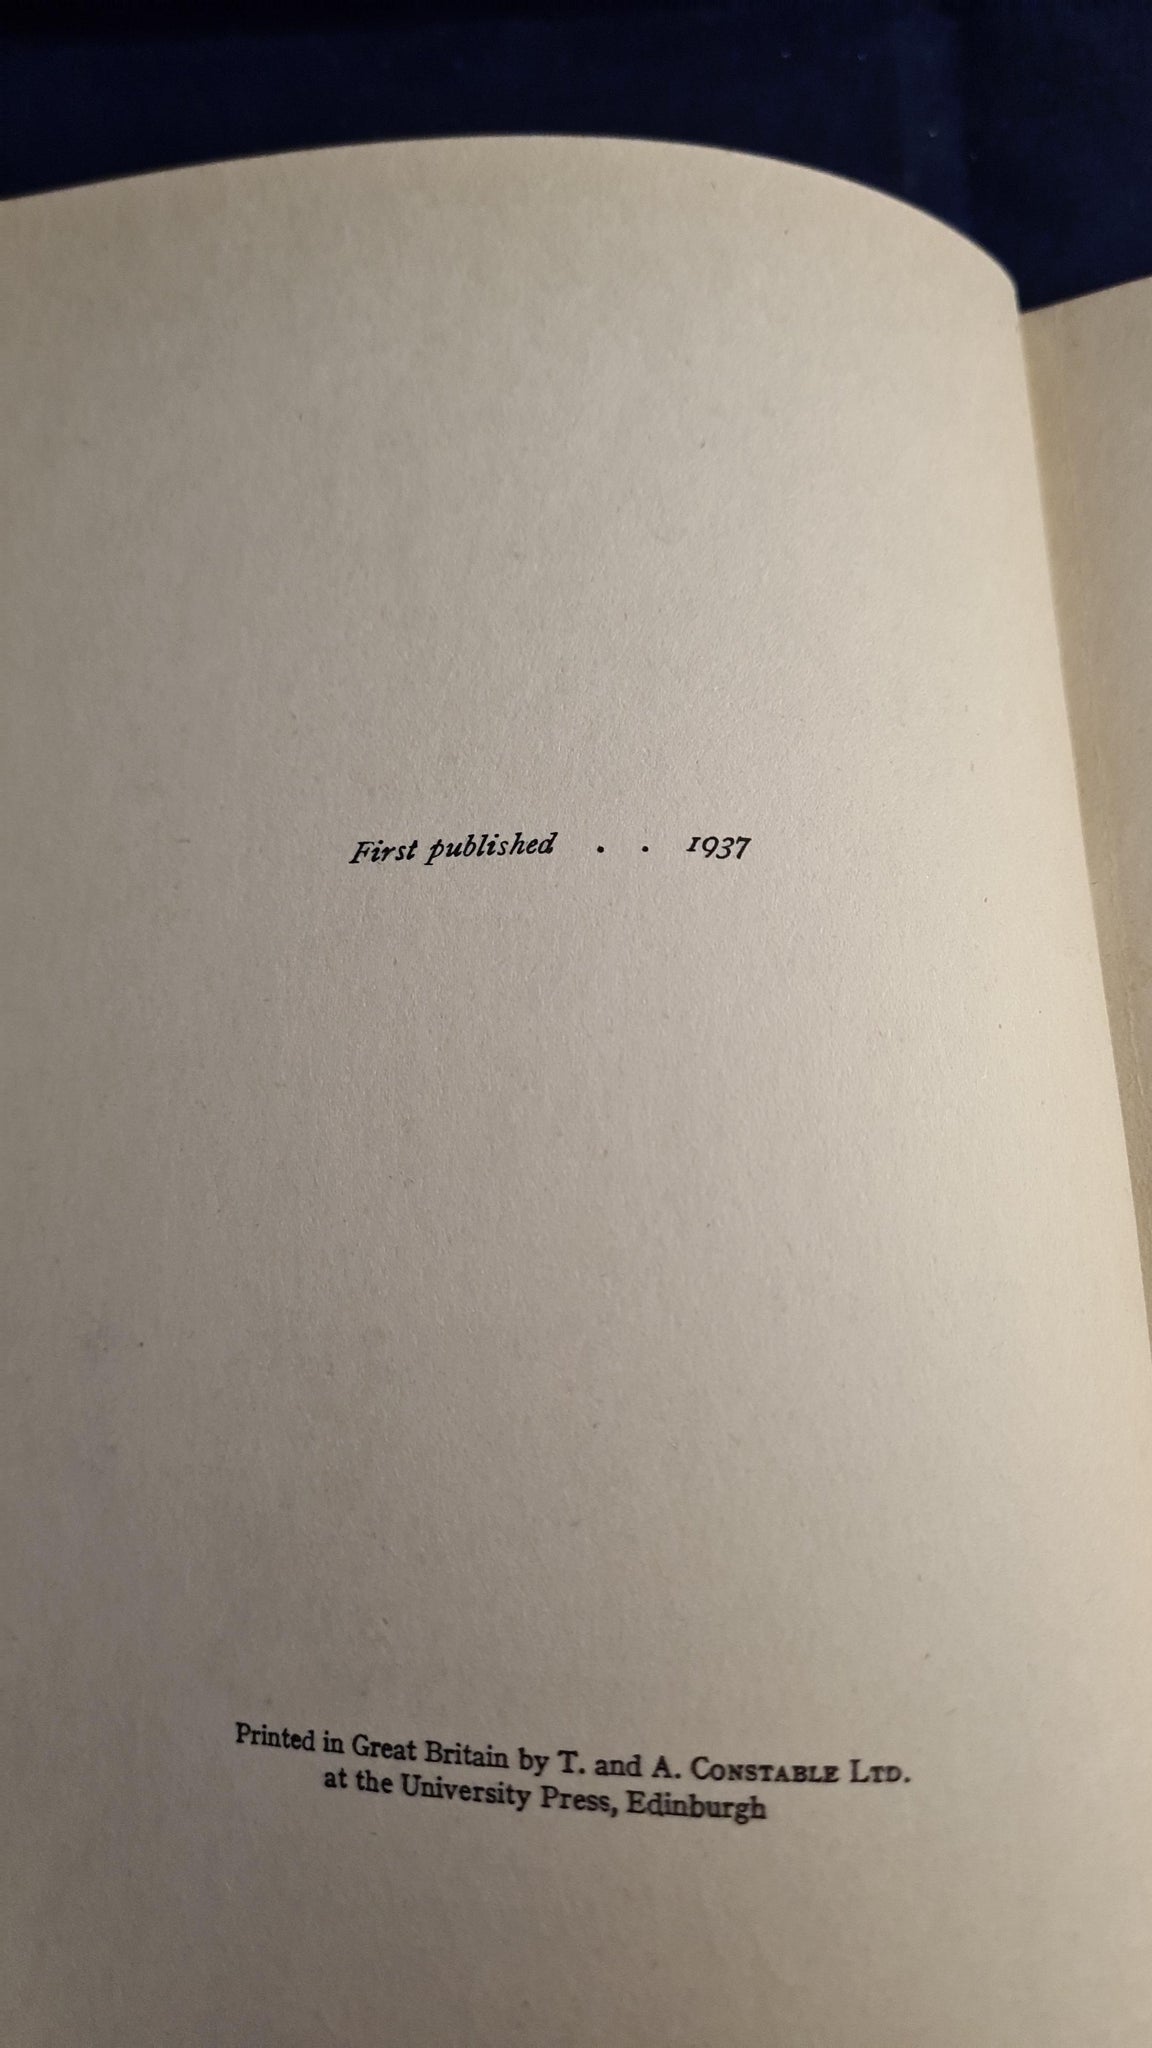 First published . . 1937
Printed in Great Britain by T. and A. CONSTABLE LTD.
at the University Press, Edinburgh